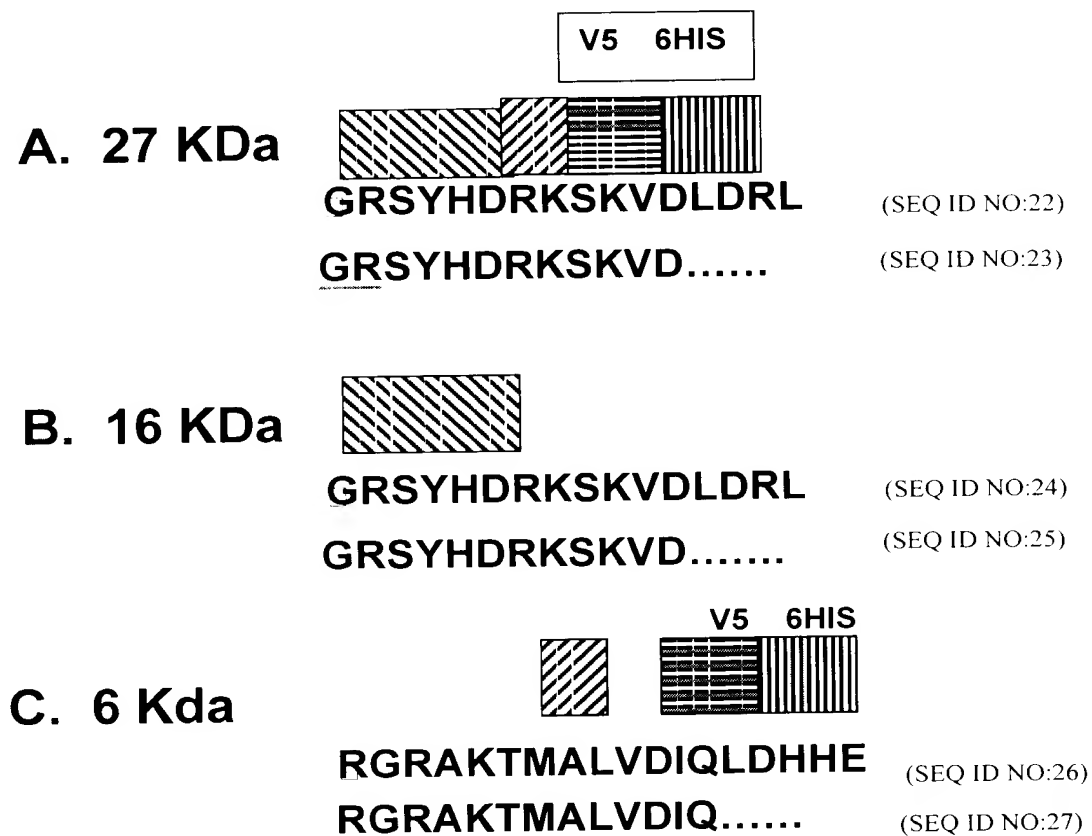 V5 6HIS
A. 27 KDa
GRSYHDRKSKVDLDRL (SEQ ID NO:22)
GRSYHDRKSKVD...... (SEQ ID NO:23)
B. 16 KDa
GRSYHDRKSKVDLDRL (SEQ ID NO:24)
GRSYHDRKSKVD....... (SEQ ID NO:25)
V5 6HIS
C. 6 Kda
RGRAKTMALVDIQLDHHE (SEQ ID NO:26)
RGRAKTMALVDIQ...... (SEQ ID NO:27)